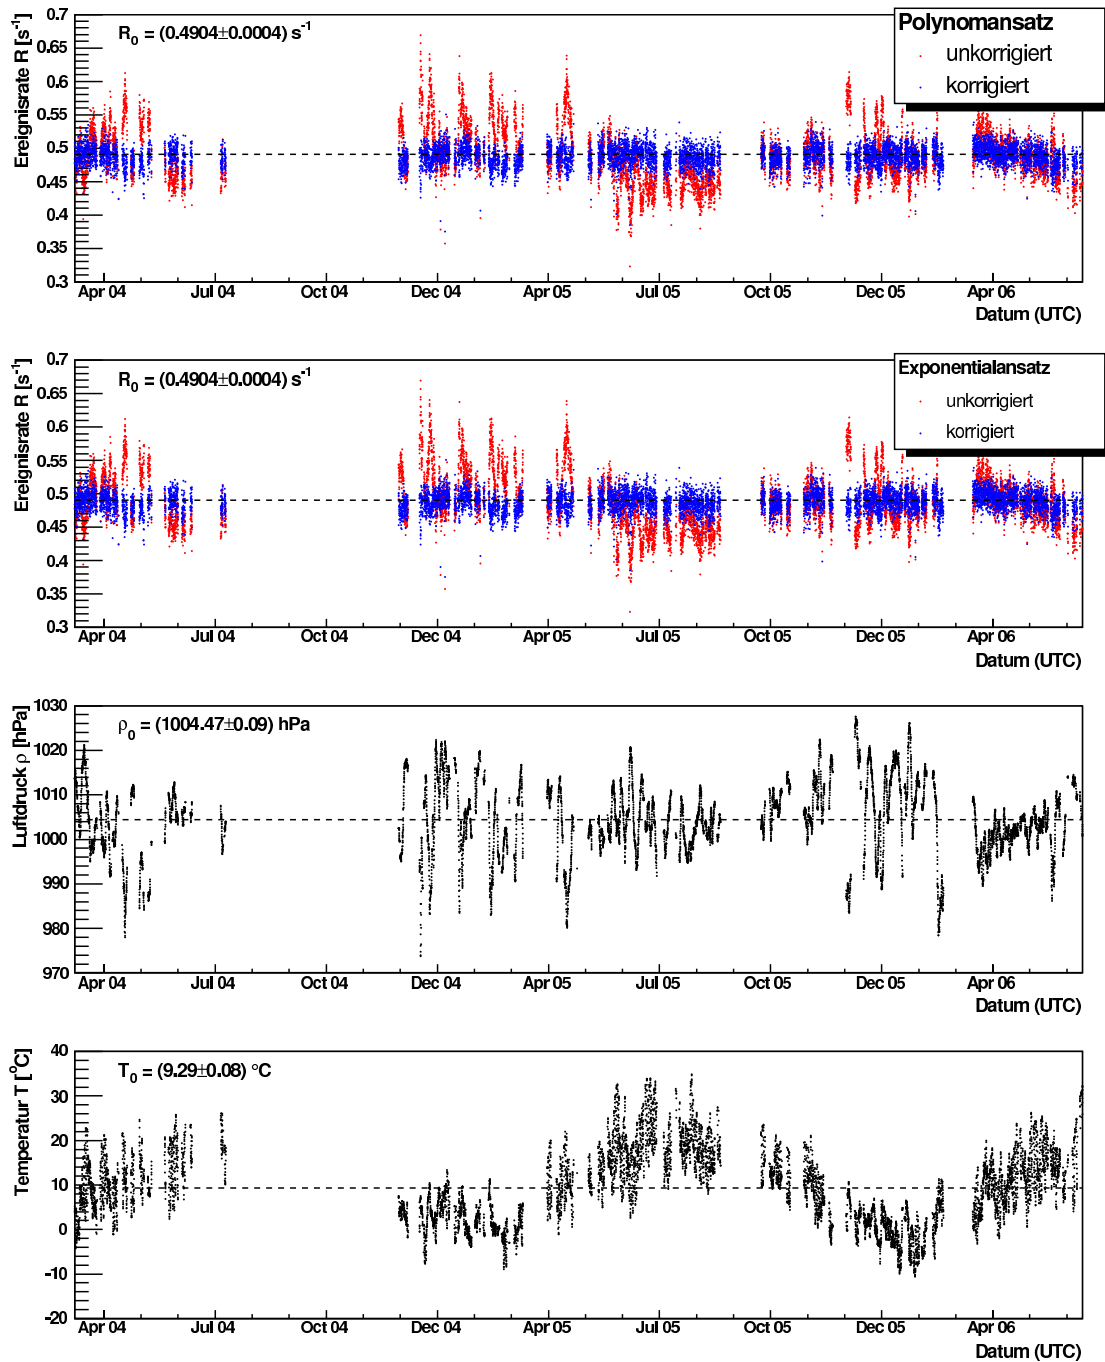 0.7
R0 = (0.4904±0.0004) s-1
Polynomansatz
unkorrigiert
korrigiert
0.65
0.6
0.55
0.5
0.45
0.4
0.35
0.3
Ereignisrate R [s-1]
Apr 04 Jul 04 Oct 04 Dec 04 Apr 05 Jul 05 Oct 05 Dec 05 Apr 06
Datum (UTC)
0.7
R0 = (0.4904±0.0004) s-1
Exponentialansatz
unkorrigiert
korrigiert
0.65
0.6
0.55
0.5
0.45
0.4
0.35
0.3
Ereignisrate R [s-1]
Apr 04 Jul 04 Oct 04 Dec 04 Apr 05 Jul 05 Oct 05 Dec 05 Apr 06
Datum (UTC)
1030
ρ0 = (1004.47±0.09) hPa
1020
1010
1000
990
980
970
Luftdruck ρ [hPa]
Apr 04 Jul 04 Oct 04 Dec 04 Apr 05 Jul 05 Oct 05 Dec 05 Apr 06
Datum (UTC)
40
T0 = (9.29±0.08) °C
30
20
10
0
-10
-20
Temperatur T [°C]
Apr 04 Jul 04 Oct 04 Dec 04 Apr 05 Jul 05 Oct 05 Dec 05 Apr 06
Datum (UTC)